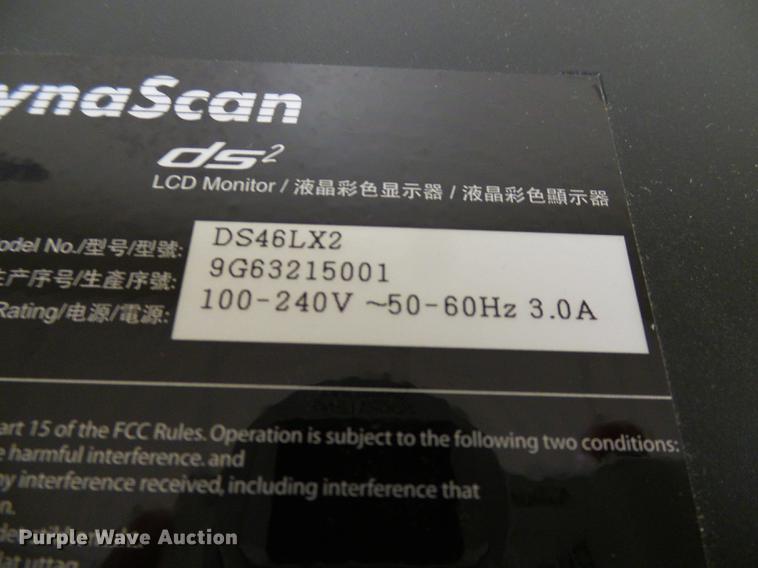 ynaScan
ds2
LCD Monitor / 液晶彩色显示器 / 液晶彩色顯示器
odel No./型号/型號: DS46LX2
生产序号/生產序號: 9G63215001
Rating/电源/電源: 100-240V ~50-60Hz 3.0A
art 15 of the FCC Rules. Operation is subject to the following two conditions:
e harmful interference. and
ny interference received, including interference that
n.
Purple Wave Auction